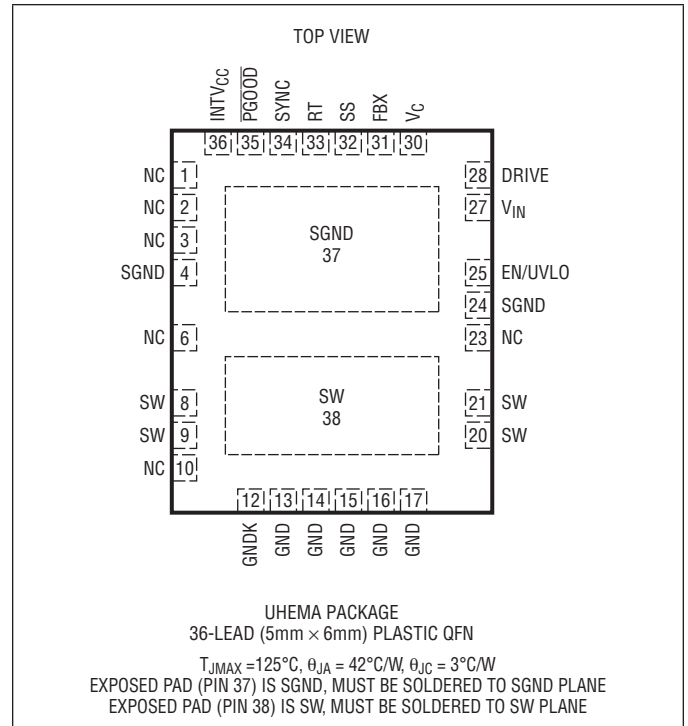 TOP VIEW
INTVCC
PGOOD
SYNC
RT
SS
FBX
VC
36 35 34 33 32 31 30
NC 1
NC 2
NC 3
SGND 4
NC 6
SW 8
SW 9
NC 10
SGND
37
SW
38
28 DRIVE
27 VIN
25 EN/UVLO
24 SGND
23 NC
21 SW
20 SW
12 13 14 15 16 17
GNDK
GND
GND
GND
GND
GND
UHEMA PACKAGE
36-LEAD (5mm × 6mm) PLASTIC QFN
TJMAX =125°C, θJA = 42°C/W, θJC = 3°C/W
EXPOSED PAD (PIN 37) IS SGND, MUST BE SOLDERED TO SGND PLANE
EXPOSED PAD (PIN 38) IS SW, MUST BE SOLDERED TO SW PLANE